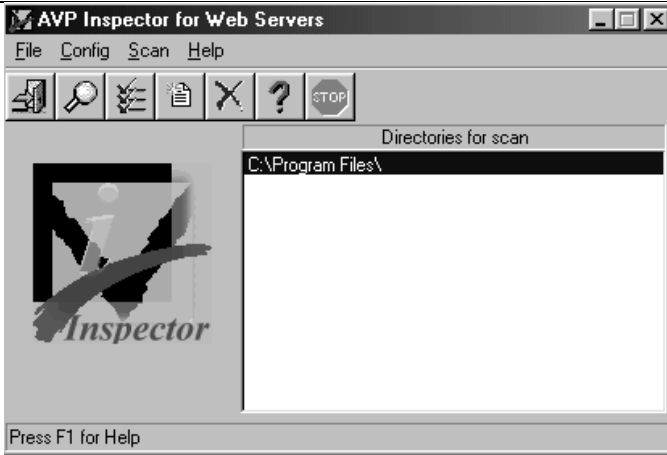 AVP Inspector for Web Servers
File Config Scan Help
STOP
Directories for scan
C:\Program Files\
i
Inspector
Press F1 for Help